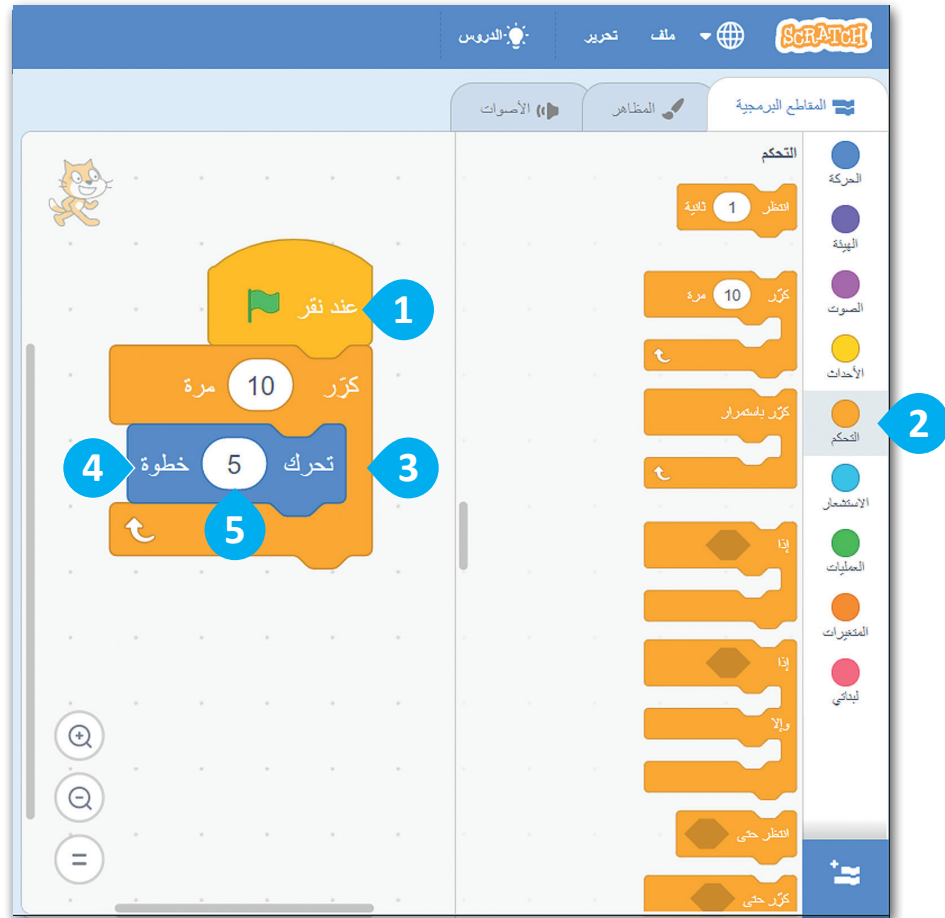 SCRATCH
ملف
تحرير
الدروس
المقاطع البرمجية
المظاهر
الأصوات
الحركة
الهيئة
الصوت
الأحداث
التحكم
الاستشعار
العمليات
المتغيرات
لبناتي
2
التحكم
انتظر 1 ثانية
كرّر 10 مرة
كرّر باستمرار
إذا
إذا
وإلا
انتظر حتى
كرّر حتى
عند نقر
1
كرّر 10 مرة
تحرك 5 خطوة
3
4
5